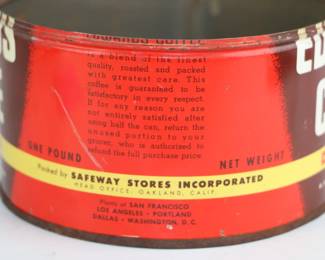 EDWARDS COFFEE
is a blend of the finest
quality, roasted and packed
with greatest care. This
coffee is guaranteed to be
satisfactory in every respect.
If for any reason you are
not entirely satisfied after
using half the can, return the
unused portion to your
grocer, who is authorized to
refund the full purchase price.
ONE POUND
NET WEIGHT
Packed by SAFEWAY STORES INCORPORATED
HEAD OFFICE, OAKLAND, CALIF.
Plants at SAN FRANCISCO
LOS ANGELES - PORTLAND
DALLAS - WASHINGTON, D.C.